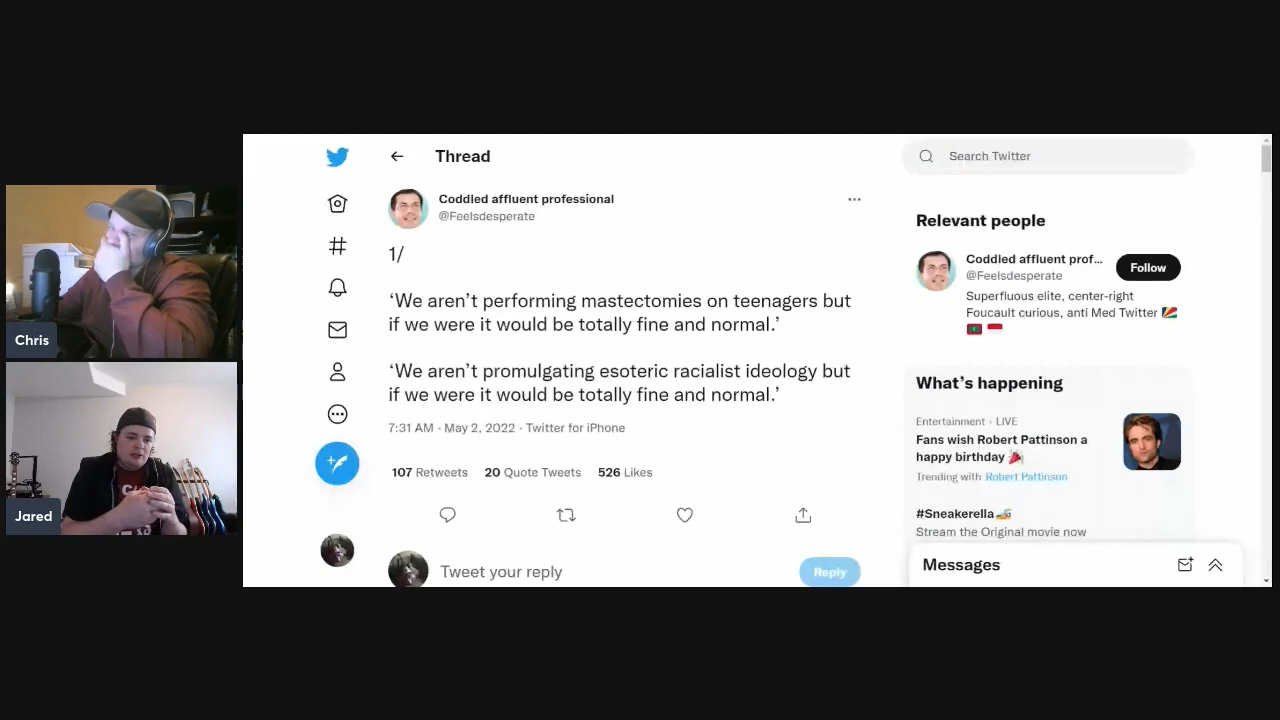 Chris
Jared
Thread
Coddled affluent professional
@Feelsdesperate
1/
‘We aren’t performing mastectomies on teenagers but
if we were it would be totally fine and normal.’
‘We aren’t promulgating esoteric racialist ideology but
if we were it would be totally fine and normal.’
7:31 AM · May 2, 2022 · Twitter for iPhone
107 Retweets 20 Quote Tweets 526 Likes
Tweet your reply
Reply
Search Twitter
Relevant people
Coddled affluent prof...
@Feelsdesperate
Follow
Superfluous elite, center-right
Foucault curious, anti Med Twitter
What’s happening
Entertainment · LIVE
Fans wish Robert Pattinson a
happy birthday
Trending with Robert Pattinson
#Sneakerella
Stream the Original movie now
Messages